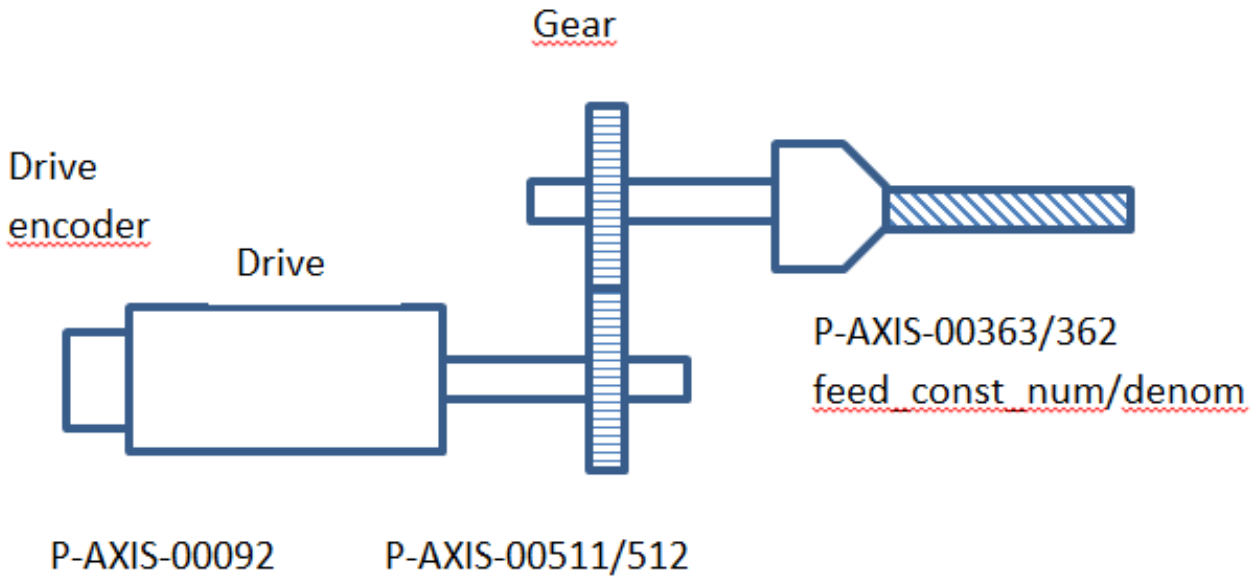 Gear
Drive
encoder
Drive
P-AXIS-00363/362
feed_const_num/denom
P-AXIS-00092
P-AXIS-00511/512